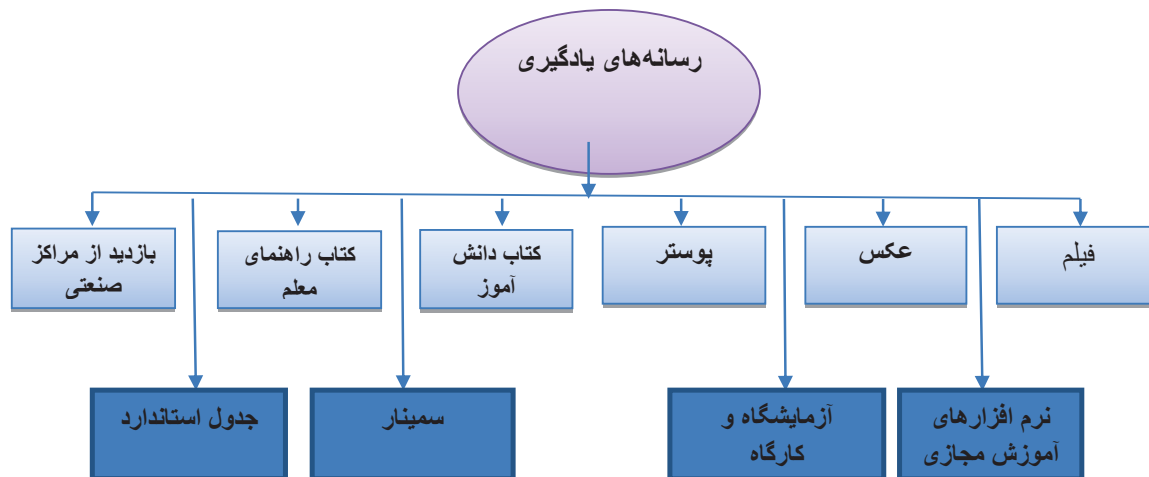 رسانه‌های یادگیری
فیلم
عکس
پوستر
کتاب دانش
آموز
کتاب راهنمای
معلم
بازدید از مراکز
صنعتی
نرم افزارهای
آموزش مجازی
آزمایشگاه و
کارگاه
سمینار
جدول استاندارد